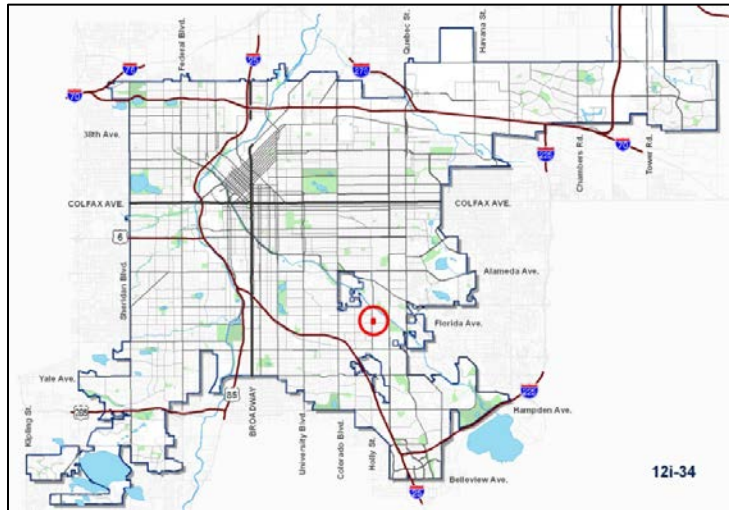 Federal Blvd.
Quebec St.
Havana St.
76
25
270
70
38th Ave.
Chambers Rd.
Tower Rd.
225
70
COLFAX AVE.
COLFAX AVE.
6
Sheridan Blvd.
Alameda Ave.
Florida Ave.
Yale Ave.
85
225
Kipling St.
285
BROADWAY
University Blvd.
Colorado Blvd.
Holly St.
Hampden Ave.
Belleview Ave.
25
12i-34